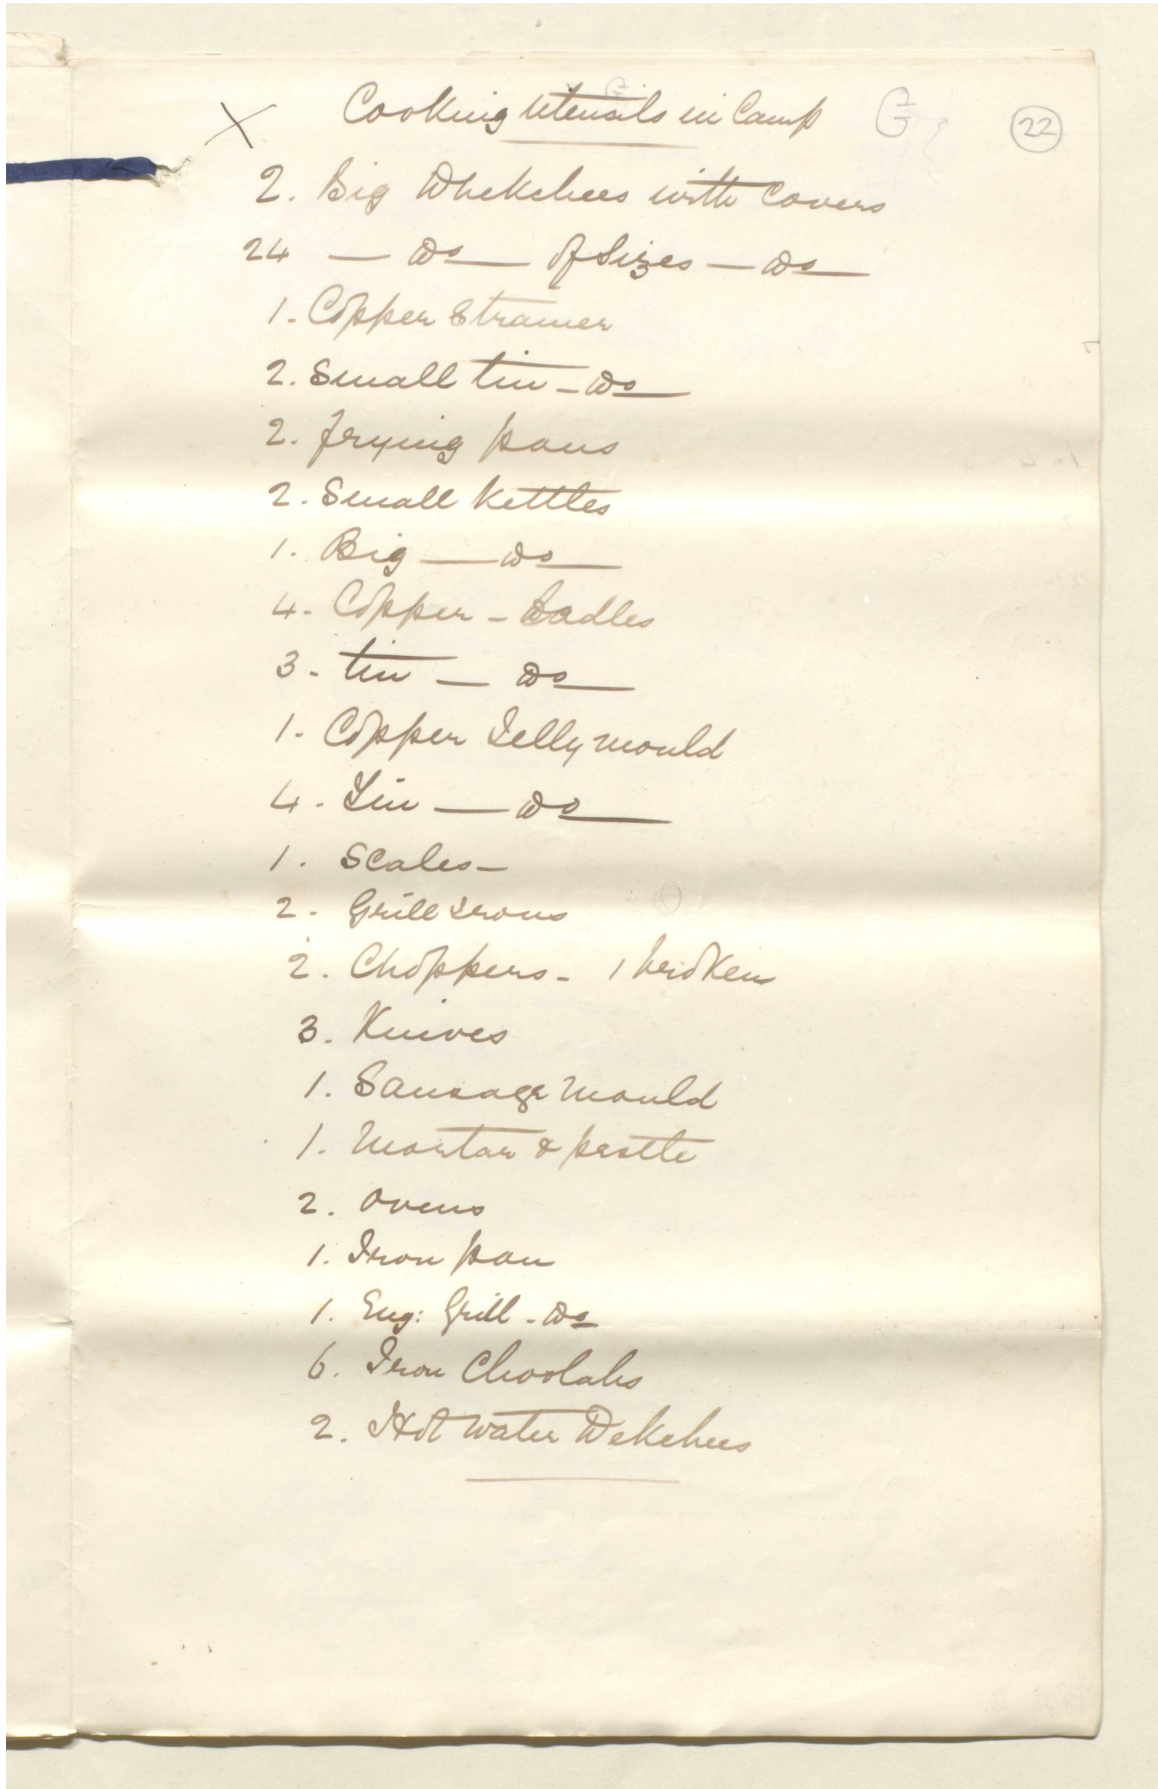 X Cooking Utensils in Camp G 22
2. Big Dhekchees with Covers
24 — Do — of Sizes — Do —
1. Copper Strainer
2. Small tin — Do —
2. frying pans
2. Small kettles
1. Big — Do —
4. Copper - Ladles
3. tin — Do —
1. Copper Jelly mould
4. Tin — Do —
1. Scales —
2. Grill Irons
2. Choppers - 1 broken
3. Knives
1. Sausage Mould
1. Mortar & pestle
2. Ovens
1. Iron pan
1. Eng: Grill - Do
6. Iron Choolahs
2. Hot Water Dekchees